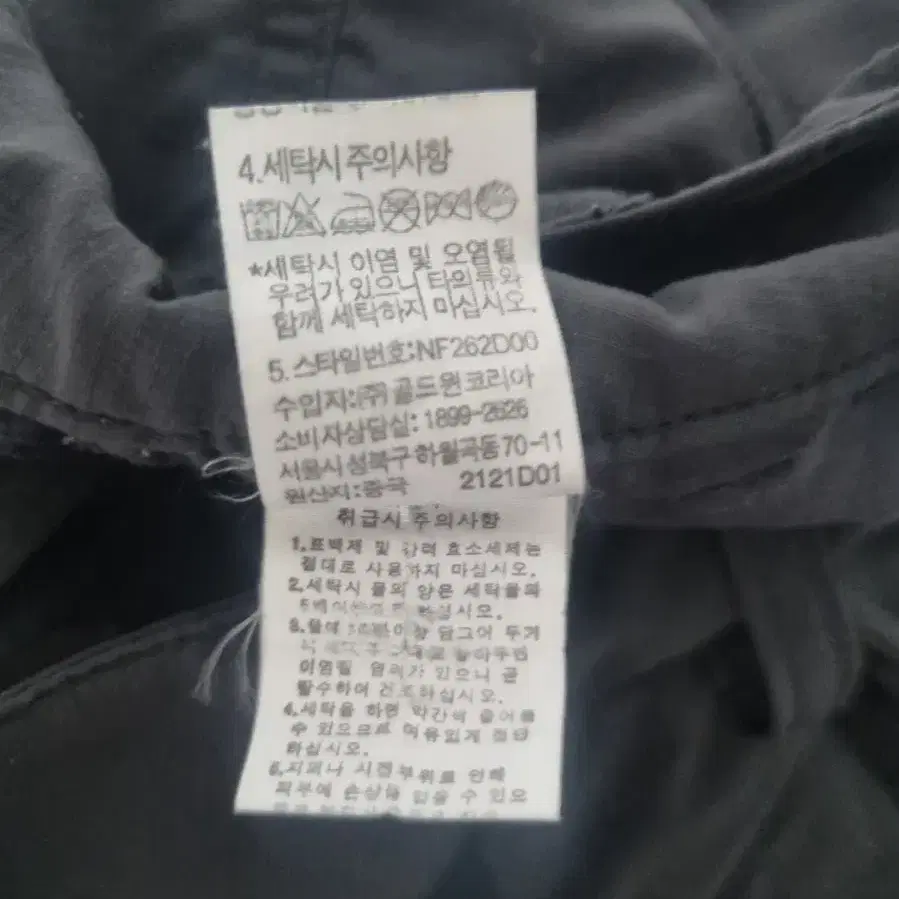 4.세탁시주의사항
*세탁시 이염 및 오염될
우려가 있으니 타의류와
함께 세탁하지 마십시오.
5.스타일번호:NF262D00
수입자:(주)골드윈코리아
소비자상담실:1899-2626
서울시성북구하월곡동70-11
원산지:중국 2121D01
취급시 주의사항
1.표백제 및 강력 효소세제는
절대로 사용하지 마십시오.
2.세탁시 물의 양은 세탁물의
하십시오.
3.물에 담그어 두거
이염될 염려가 있으니 곧
탈수하여 건조하십시오.
4.세탁을 하면 약간씩 줄어들
수 있으므로 여유있게 선택
하십시오.
5.지퍼나 시켓부위로 인해
피부에 손상을 입을 수 있으